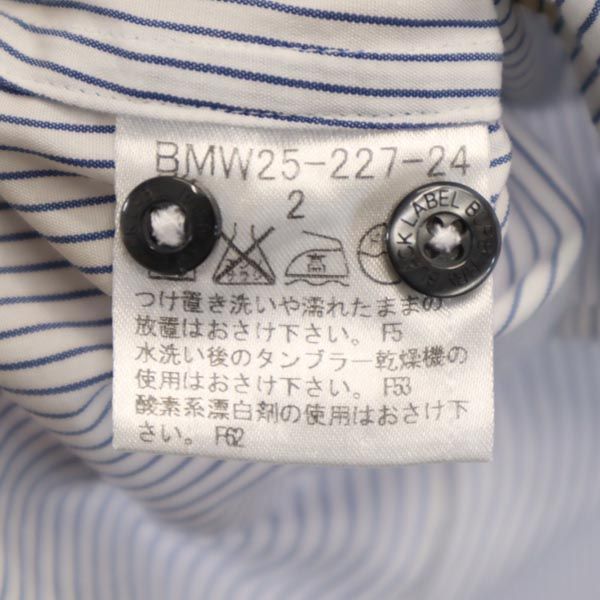 BMW25-227-24
2
高
BLACK LABEL B
つけ置き洗いや濡れたままの
放置はおさけ下さい。 F5
水洗い後のタンブラー乾燥機の
使用はおさけ下さい。 F53
酸素系漂白剤の使用はおさけ下
さい。 F62